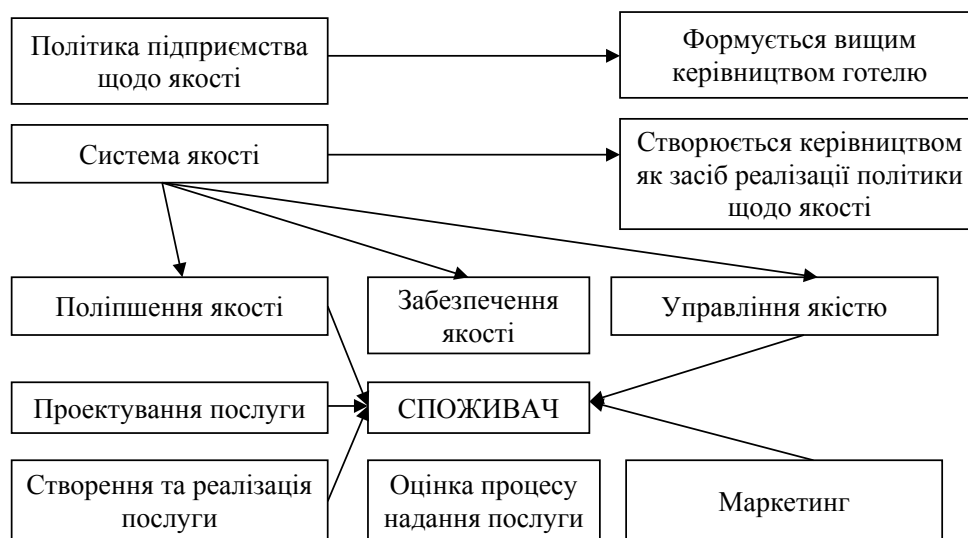 Політика підприємства
щодо якості
Формується вищим
керівництвом готелю
Система якості
Створюється керівництвом
як засіб реалізації політики
щодо якості
Поліпшення якості
Забезпечення
якості
Управління якістю
Проектування послуги
СПОЖИВАЧ
Створення та реалізація
послуги
Оцінка процесу
надання послуги
Маркетинг